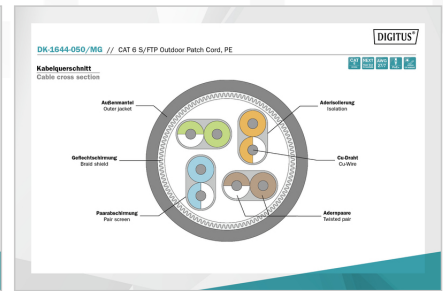 DIGITUS®
DK-1644-050/MG // CAT 6 S/FTP Outdoor Patch Cord, PE
Kabelquerschnitt
Cable cross section
Außenmantel
Outer jacket
Geflechtschirmung
Braid shield
Paarabschirmung
Pair screen
Aderisolierung
Isolation
Cu-Draht
Cu-Wire
Adernpaare
Twisted pair